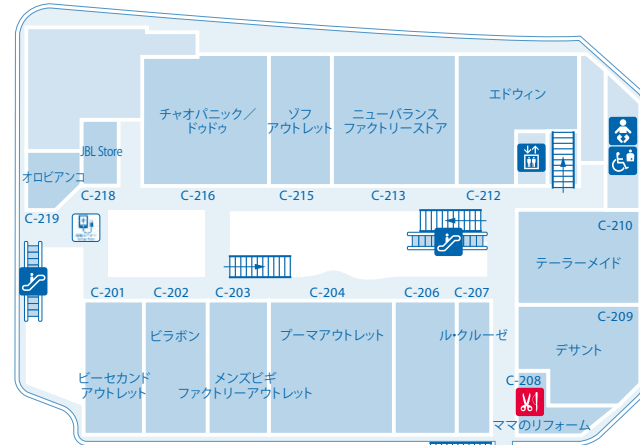 チャオパニック／
ドゥドゥ
ゾフ
アウトレット
ニューバランス
ファクトリーストア
エドウィン
JBL Store
オロビアンコ
C-218
C-216
C-215
C-213
C-212
C-219
C-210
テーラーメイド
C-201
C-202
C-203
C-204
C-206
C-207
C-209
ビラボン
プーマアウトレット
ル・クルーゼ
デサント
ビーセカンド
アウトレット
メンズビギ
ファクトリーアウトレット
C-208
ママのリフォーム